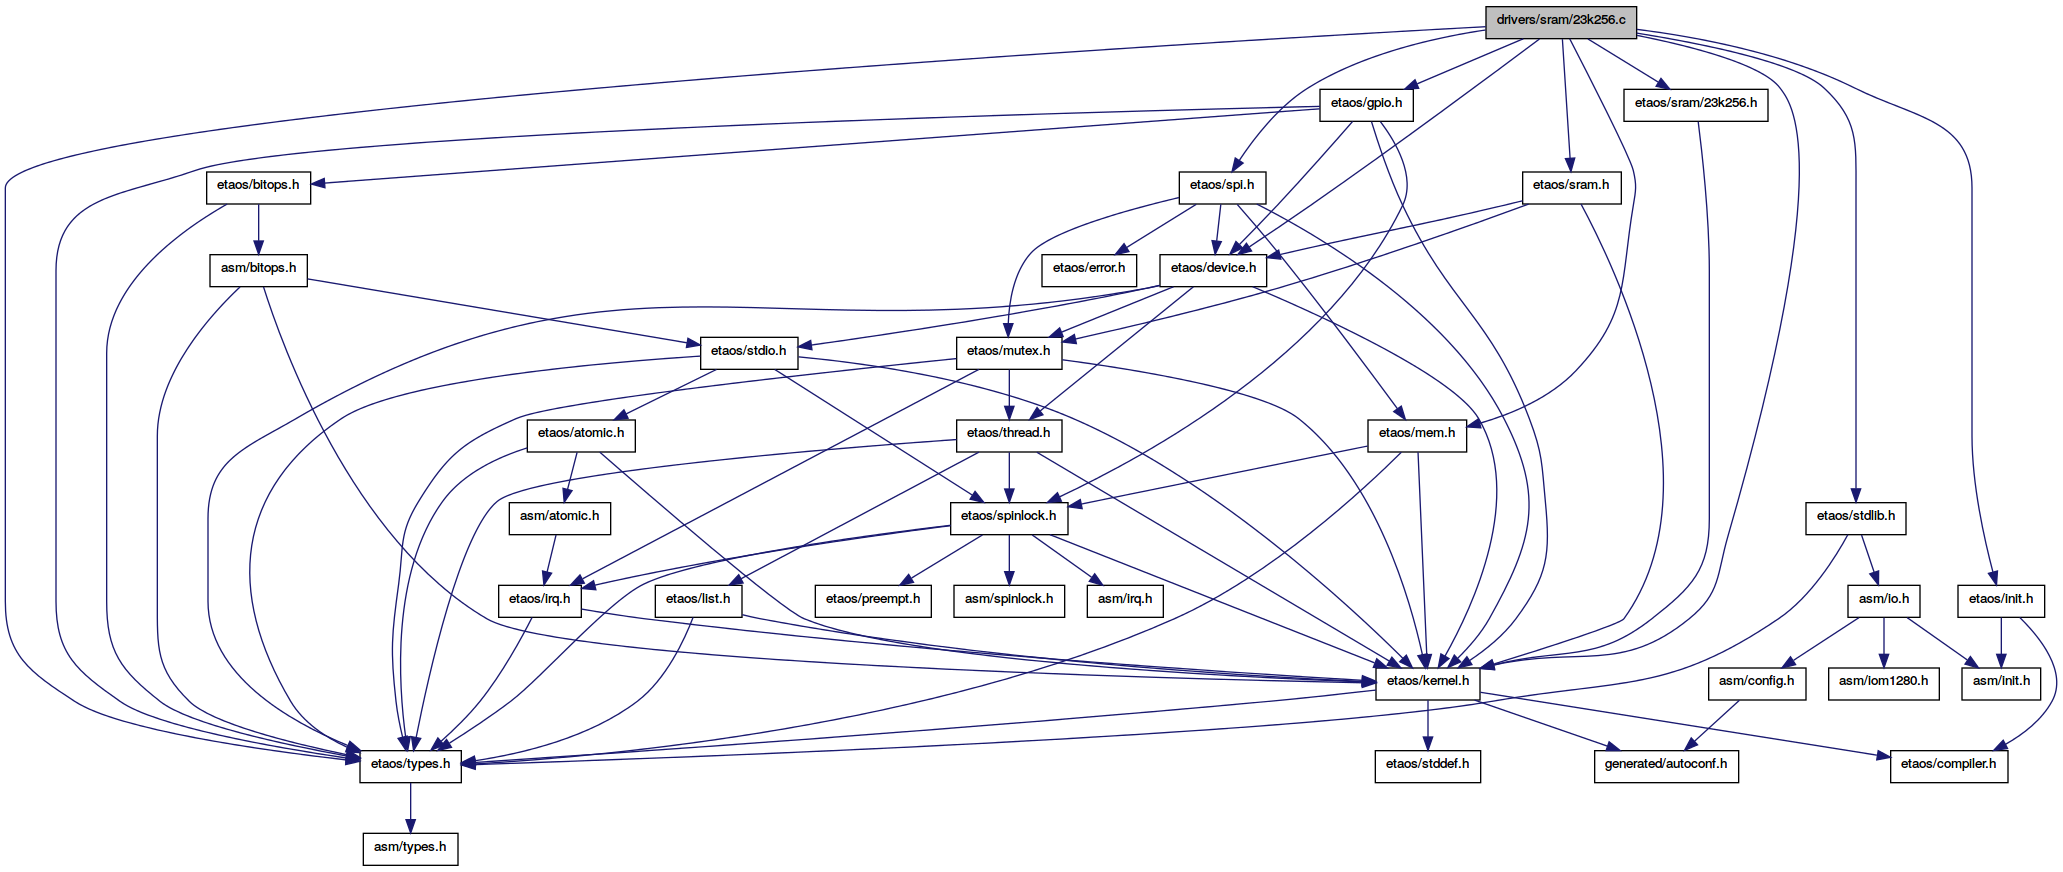 drivers/sram/23k256.c
etaos/gpio.h
etaos/sram/23k256.h
etaos/bitops.h
etaos/spi.h
etaos/sram.h
asm/bitops.h
etaos/error.h
etaos/device.h
etaos/stdio.h
etaos/mutex.h
etaos/atomic.h
etaos/thread.h
etaos/mem.h
asm/atomic.h
etaos/spinlock.h
etaos/stdlib.h
etaos/irq.h
etaos/list.h
etaos/preempt.h
asm/spinlock.h
asm/irq.h
asm/io.h
etaos/init.h
etaos/kernel.h
asm/config.h
asm/iom1280.h
asm/init.h
etaos/types.h
etaos/stddef.h
generated/autoconf.h
etaos/compiler.h
asm/types.h